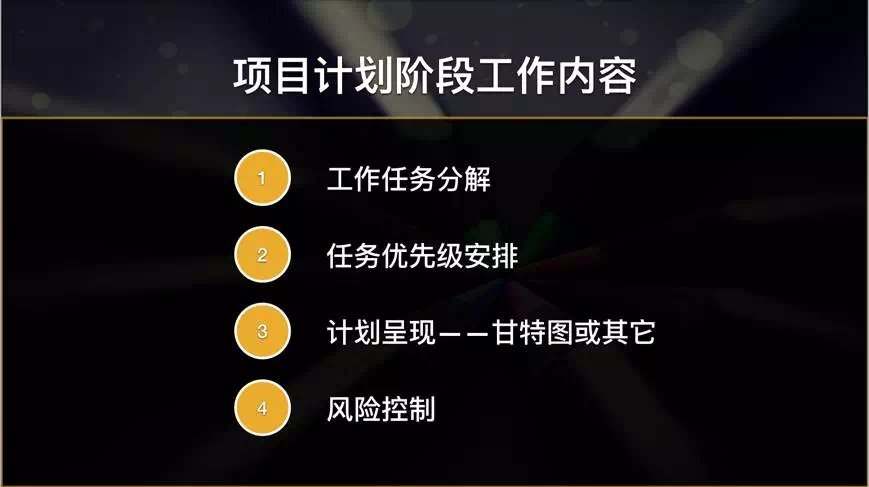 项目计划阶段工作内容
1 工作任务分解
2 任务优先级安排
3 计划呈现——甘特图或其它
4 风险控制